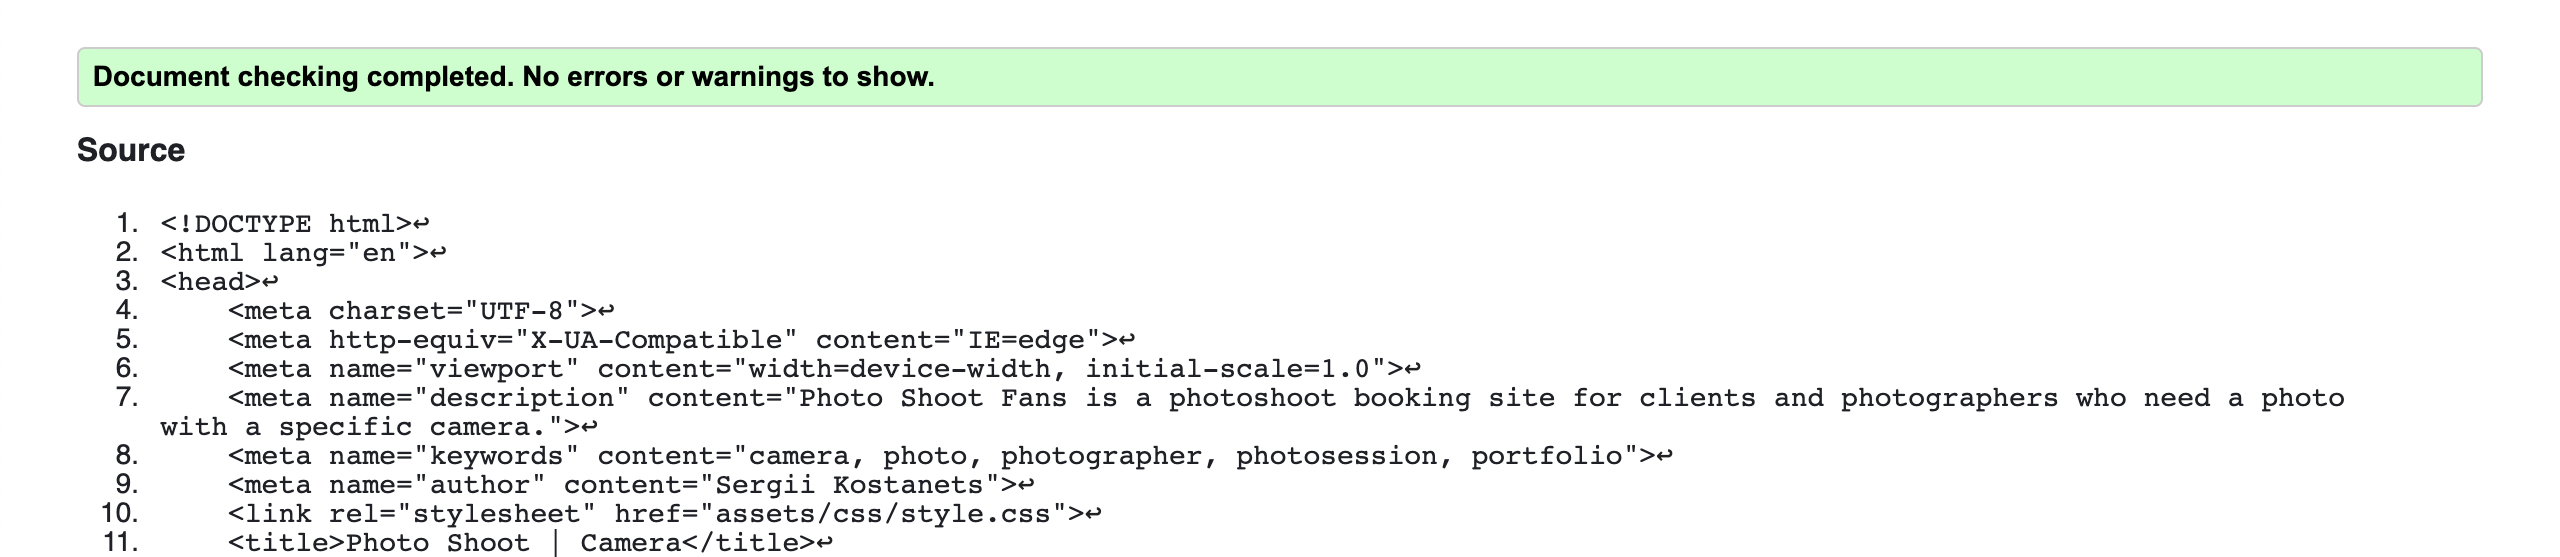 Document checking completed. No errors or warnings to show.
Source
1. <!DOCTYPE html>↩
2. <html lang="en">↩
3. <head>↩
4.     <meta charset="UTF-8">↩
5.     <meta http-equiv="X-UA-Compatible" content="IE=edge">↩
6.     <meta name="viewport" content="width=device-width, initial-scale=1.0">↩
7.     <meta name="description" content="Photo Shoot Fans is a photoshoot booking site for clients and photographers who need a photo
with a specific camera.">↩
8.     <meta name="keywords" content="camera, photo, photographer, photosession, portfolio">↩
9.     <meta name="author" content="Sergii Kostanets">↩
10.     <link rel="stylesheet" href="assets/css/style.css">↩
11.     <title>Photo Shoot | Camera</title>↩